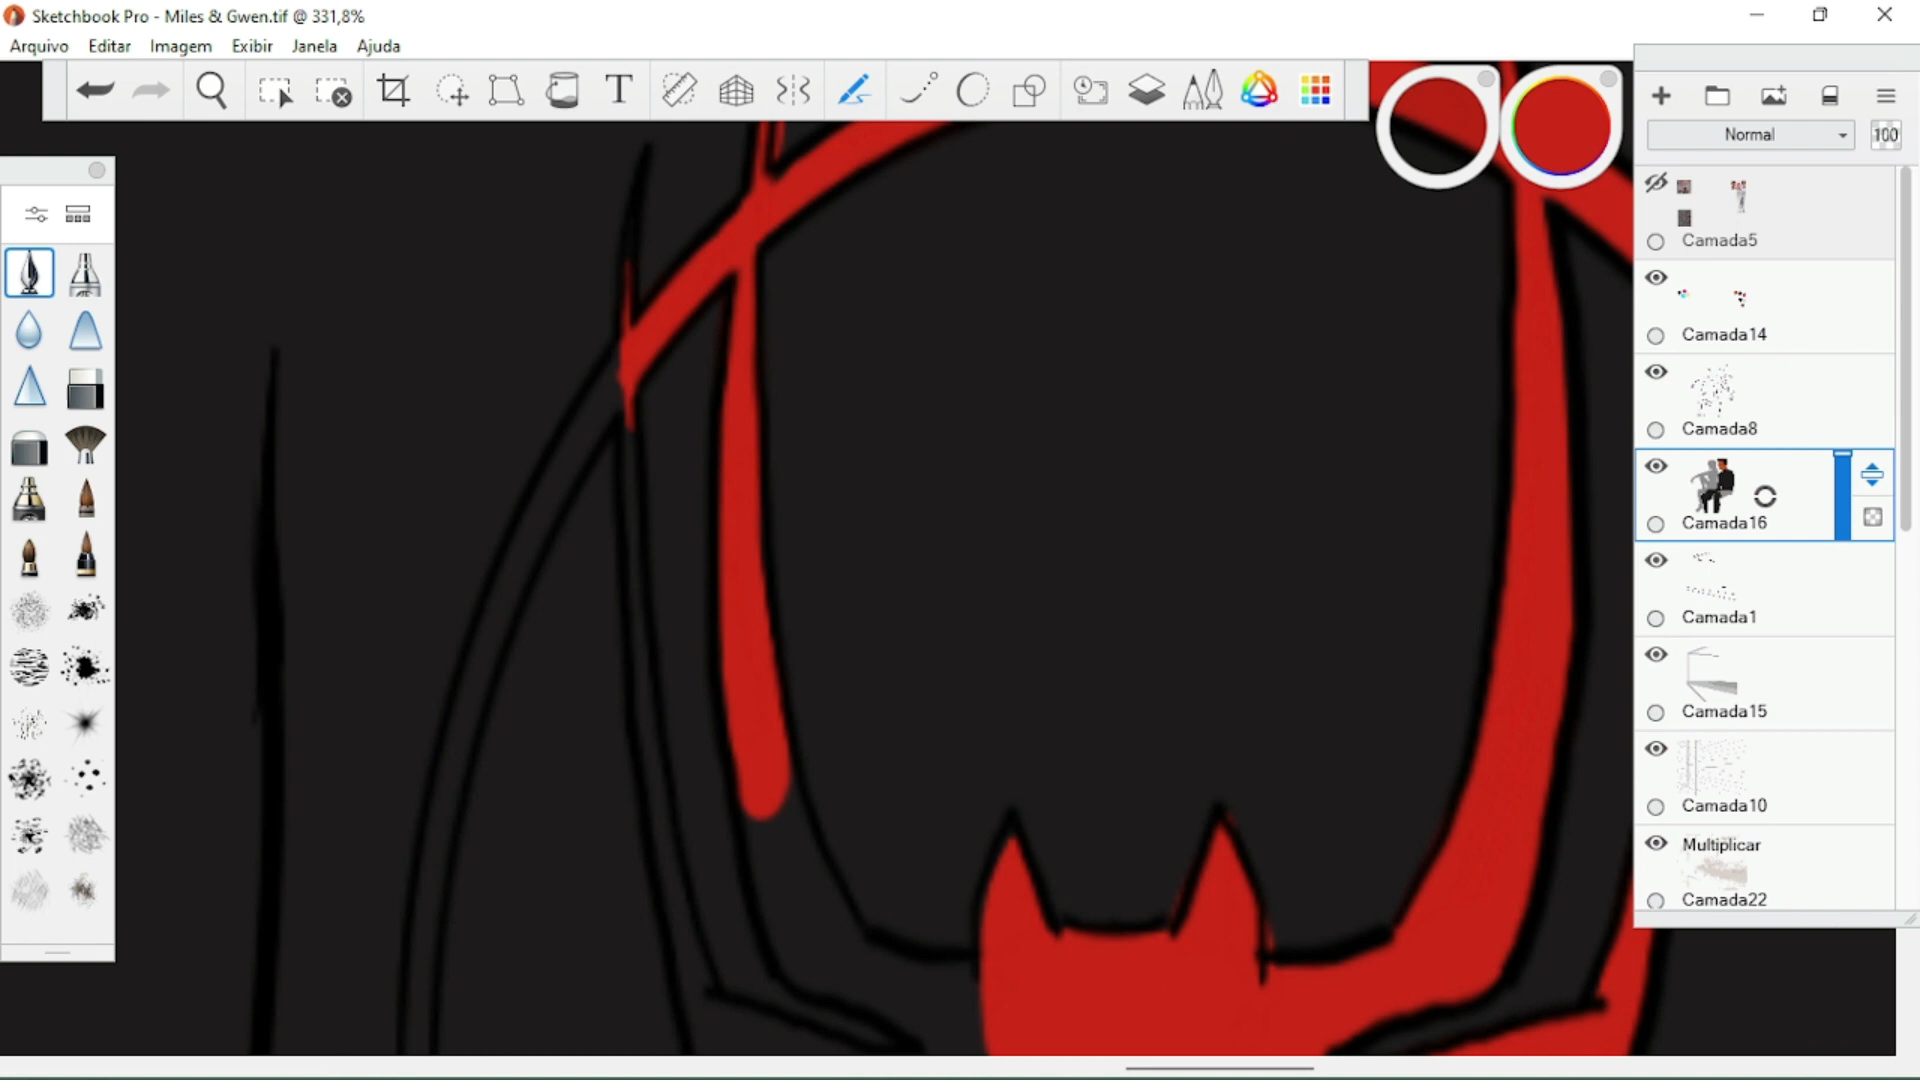 Sketchbook Pro - Miles & Gwen.tif @ 331,8%
Arquivo Editar Imagem Exibir Janela Ajuda
T
Normal 100
Camada5
Camada14
Camada8
Camada16
Camada1
Camada15
Camada10
Multiplicar
Camada22